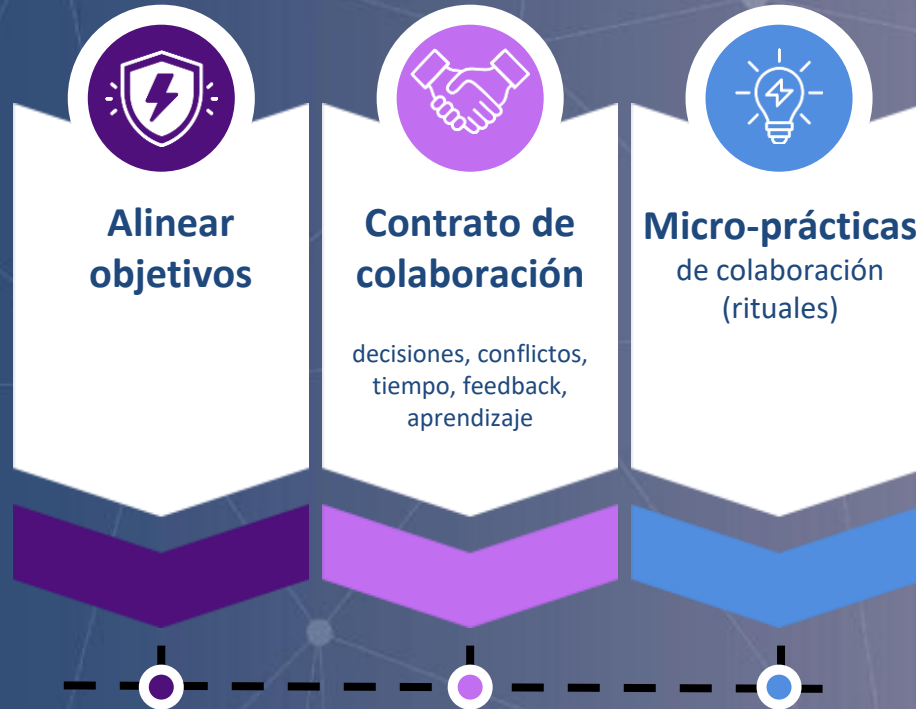 Alinear
objetivos
Contrato de
colaboración
decisiones, conflictos,
tiempo, feedback,
aprendizaje
Micro-prácticas
de colaboración
(rituales)